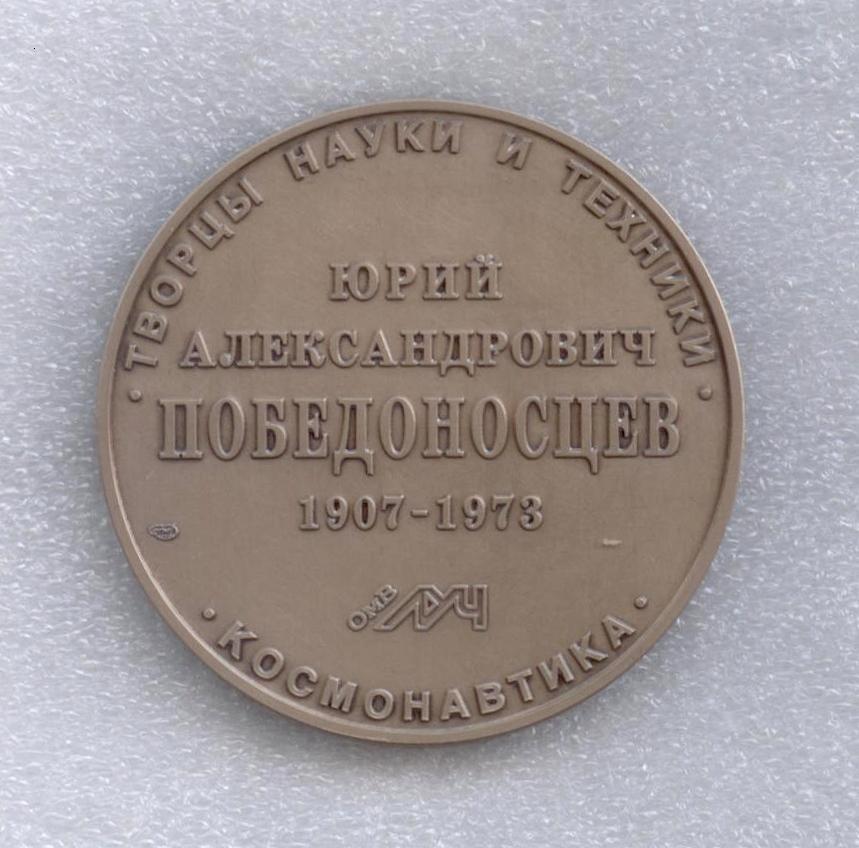 ТВОРЦЫ НАУКИ И ТЕХНИКИ
ЮРИЙ
АЛЕКСАНДРОВИЧ
ПОБЕДОНОСЦЕВ
1907-1973
ОМВ ЛУЧ
КОСМОНАВТИКА